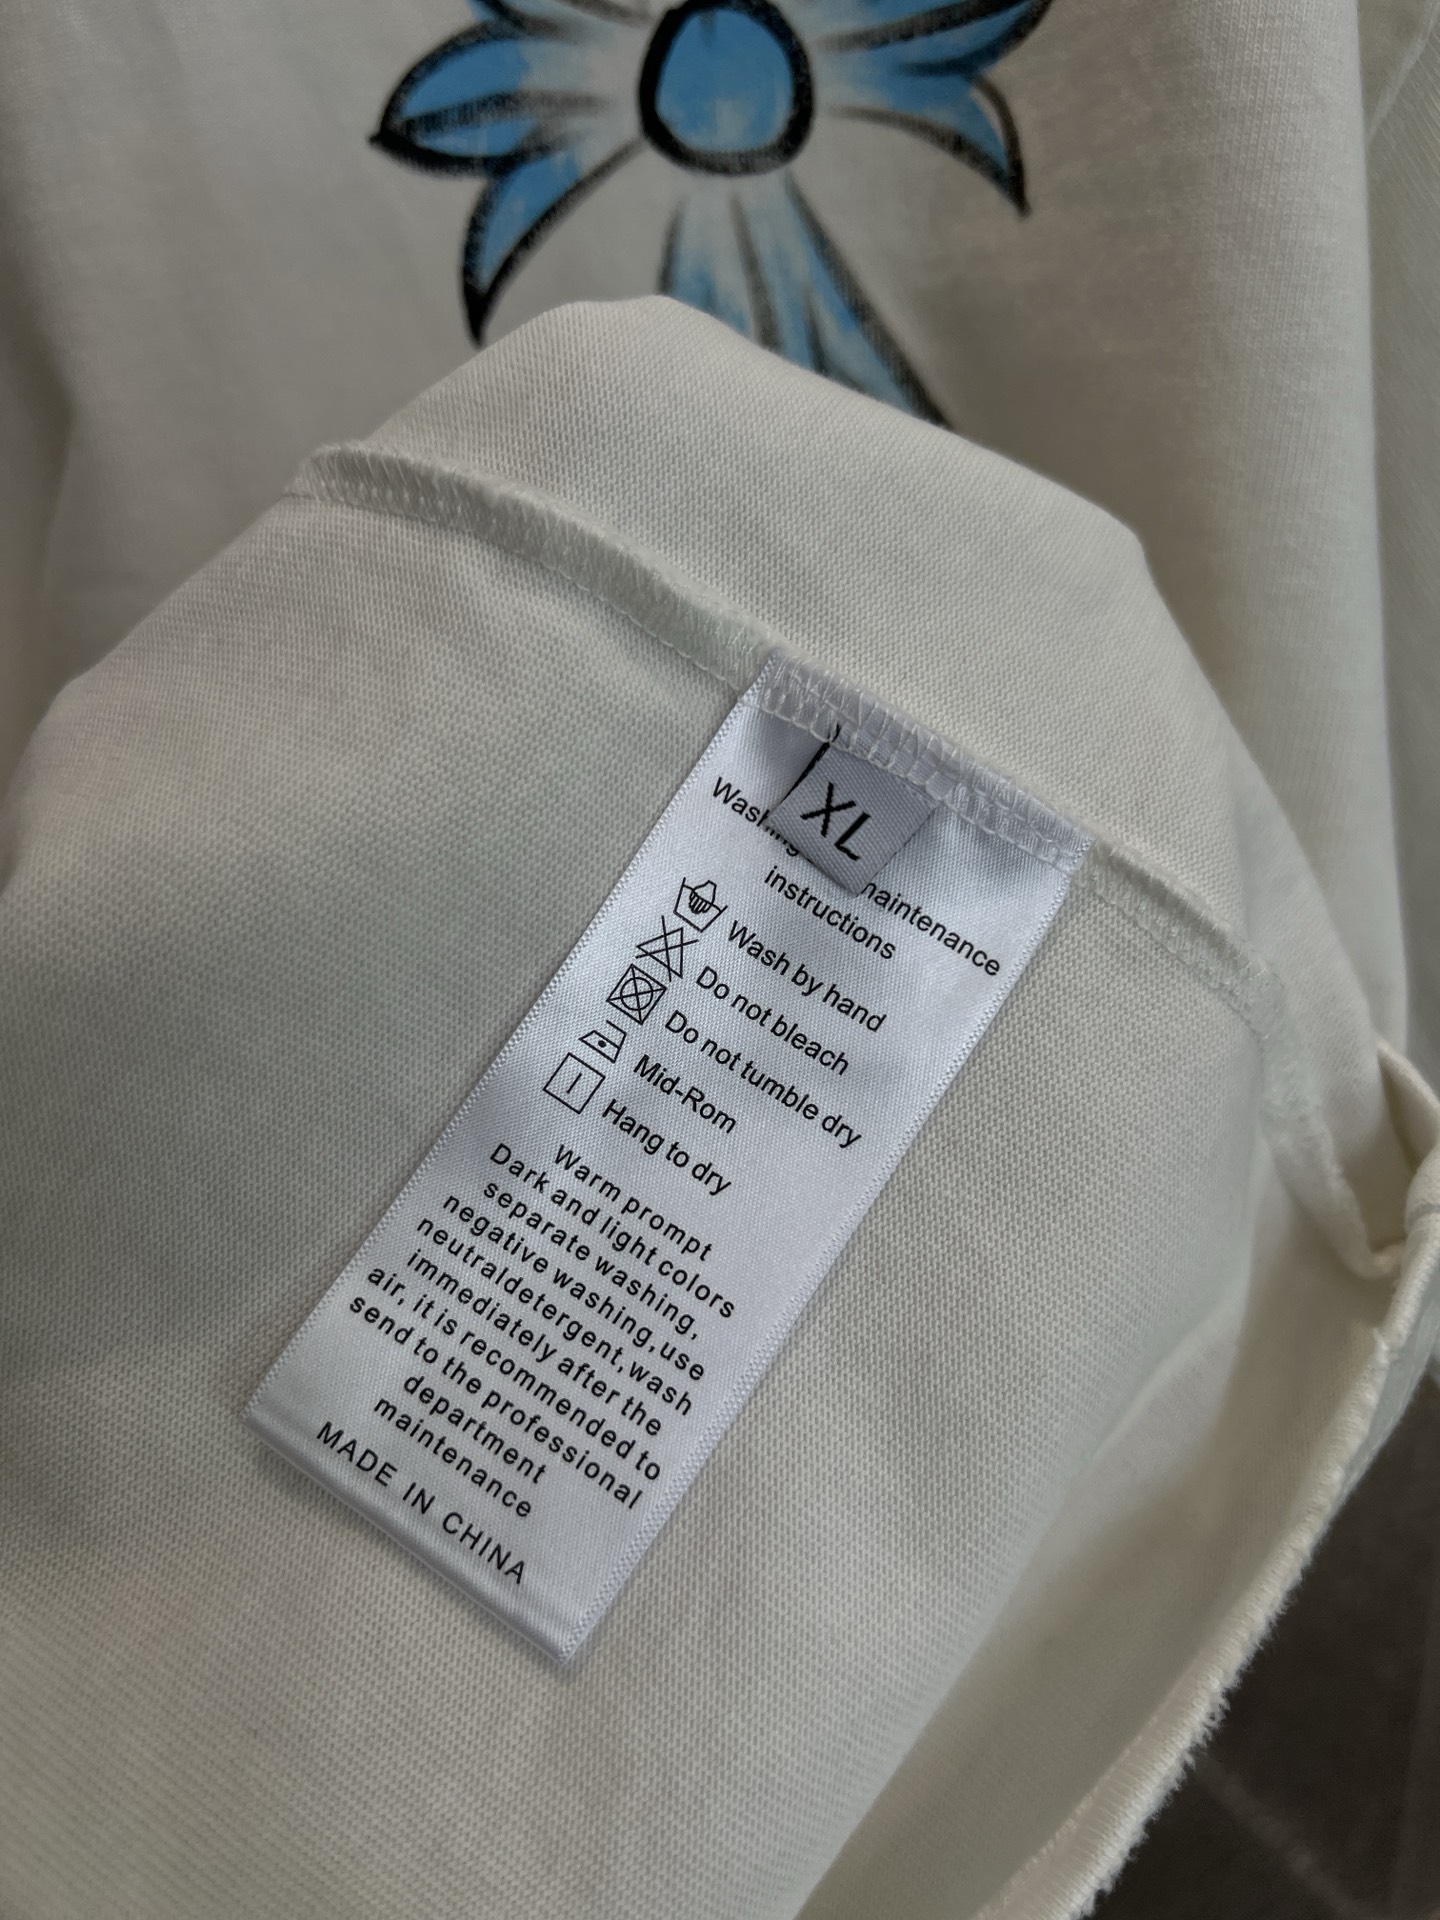 XL
maintenance
instructions
Wash by hand
Do not bleach
Do not tumble dry
Mid-Rom
Hang to dry
Warm prompt
Dark and light colors
separate washing,
negative washing,use
neutraldetergent,wash
immediately after the
air, it is recommended to
send to the professional
department
maintenance
MADE IN CHINA